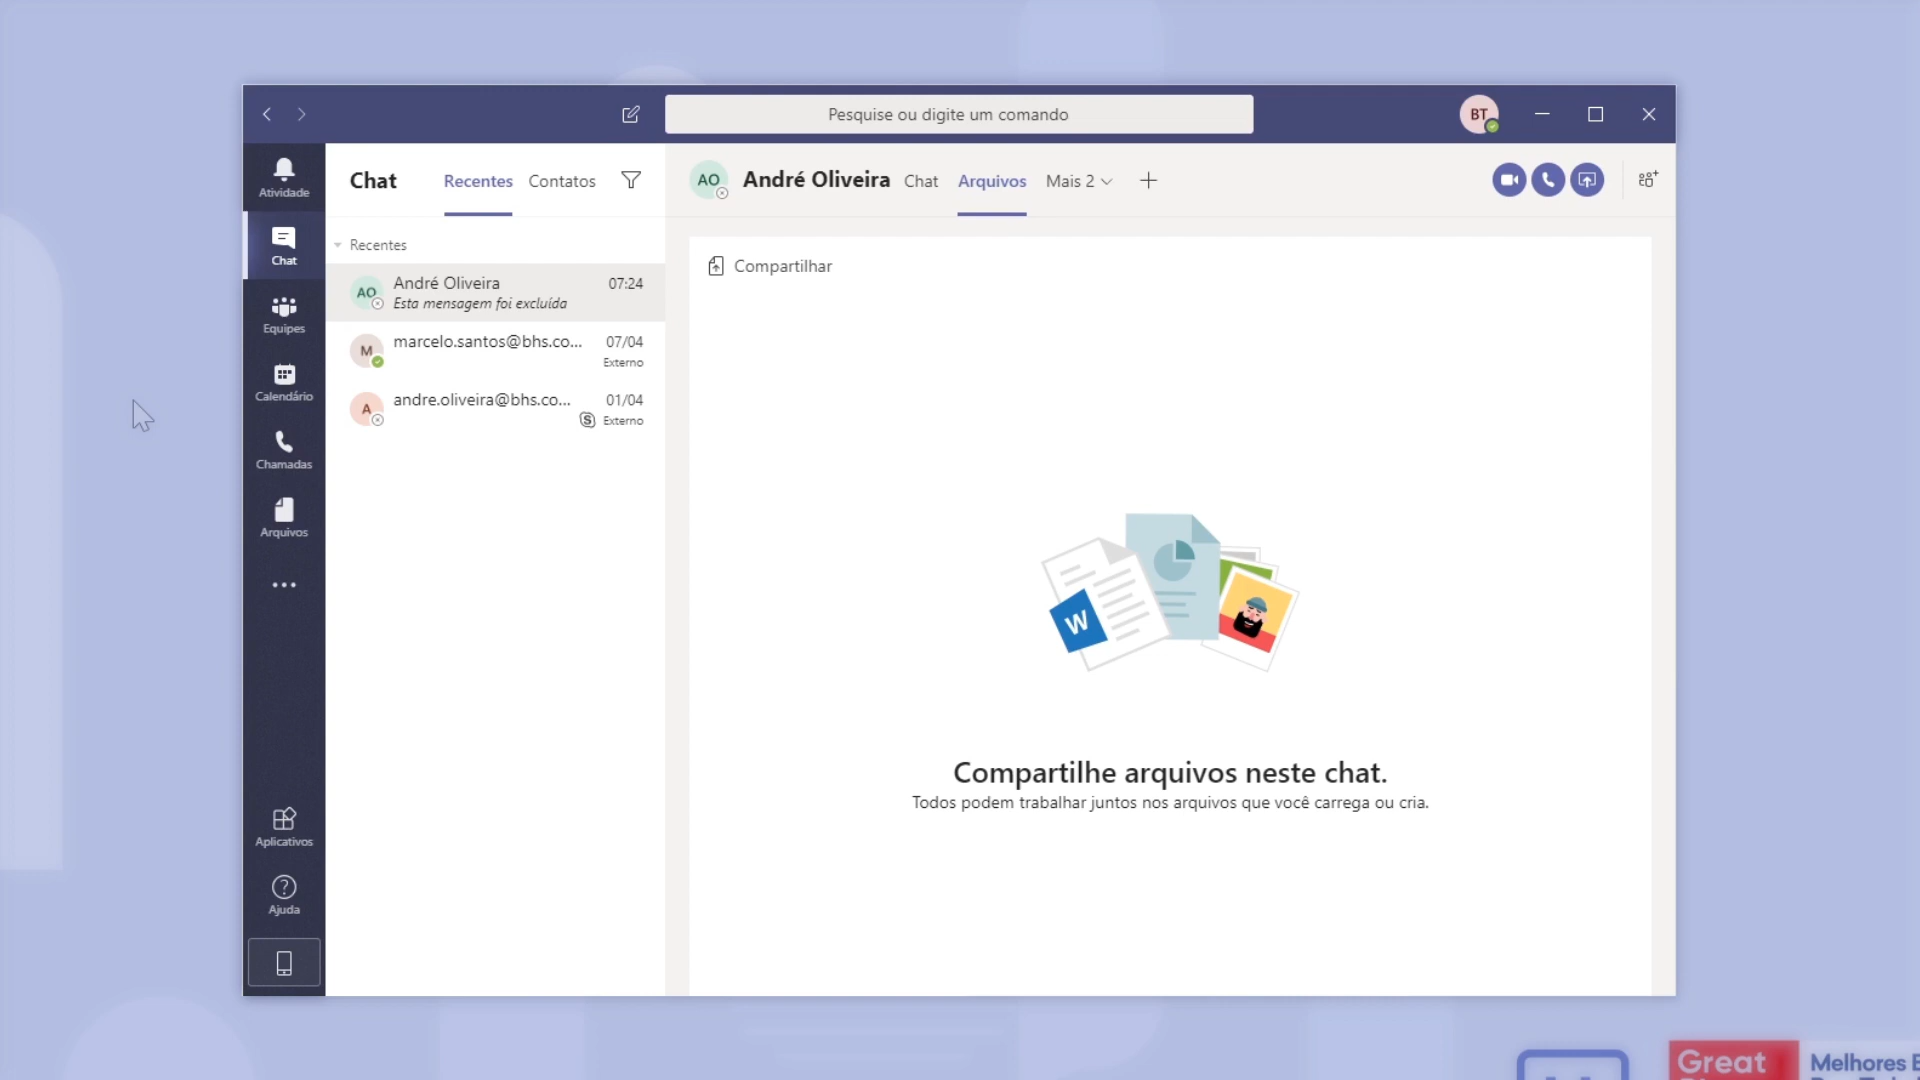 Pesquise ou digite um comando
BT
Atividade
Chat
Equipes
Calendário
Chamadas
Arquivos
Aplicativos
Ajuda
Chat
Recentes
Contatos
Recentes
AO
André Oliveira
07:24
Esta mensagem foi excluída
M
marcelo.santos@bhs.co...
07/04
Externo
A
andre.oliveira@bhs.co...
01/04
S
Externo
AO
André Oliveira
Chat
Arquivos
Mais 2
Compartilhar
W
Compartilhe arquivos neste chat.
Todos podem trabalhar juntos nos arquivos que você carrega ou cria.
Great
Melhores